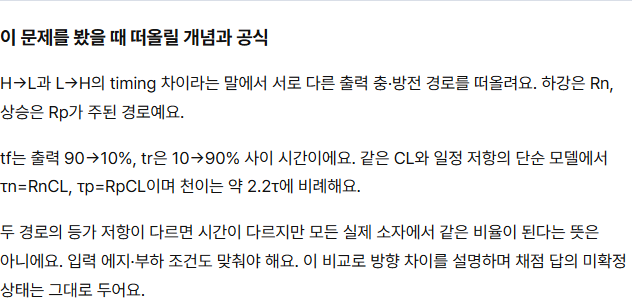 이 문제를 봤을 때 떠올릴 개념과 공식
H→L과 L→H의 timing 차이라는 말에서 서로 다른 출력 충·방전 경로를 떠올려요. 하강은 Rn,
상승은 Rp가 주된 경로예요.
tf는 출력 90→10%, tr은 10→90% 사이 시간이에요. 같은 CL와 일정 저항의 단순 모델에서
τn=RnCL, τp=RpCL이며 천이는 약 2.2τ에 비례해요.
두 경로의 등가 저항이 다르면 시간이 다르지만 모든 실제 소자에서 같은 비율이 된다는 뜻은
아니에요. 입력 에지·부하 조건도 맞춰야 해요. 이 비교로 방향 차이를 설명하며 채점 답의 미확정
상태는 그대로 두어요.